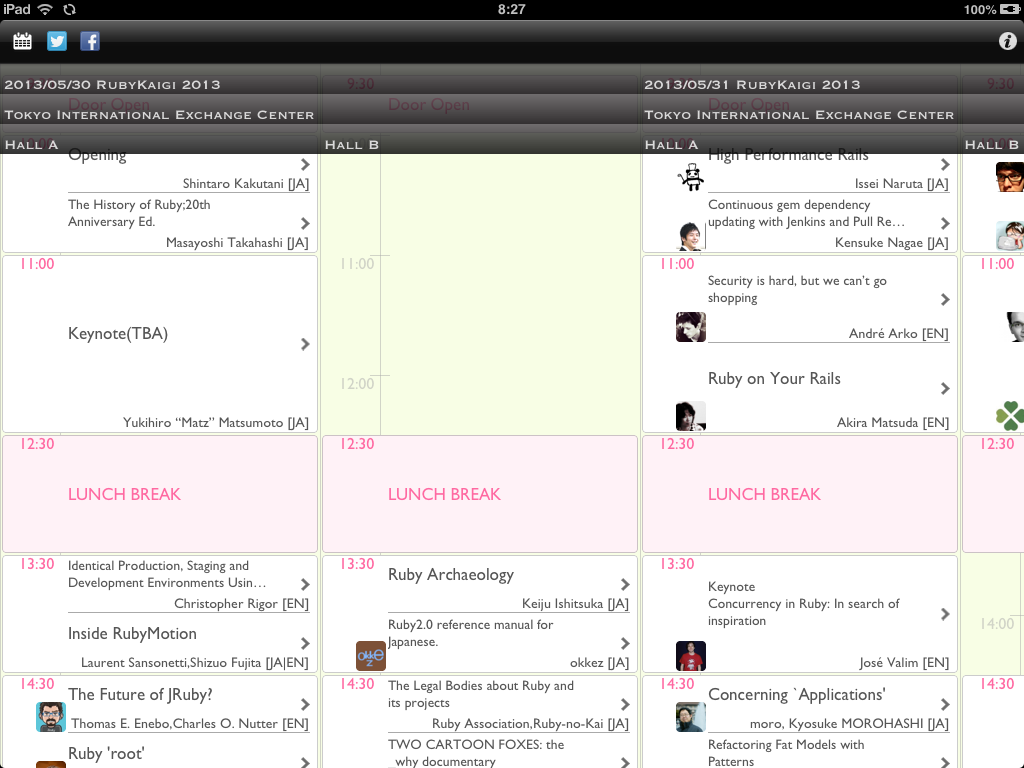 iPad
8:27
100%
9:30
9:30
2013/05/30 RubyKaigi 2013
2013/05/31 RubyKaigi 2013
Door Open
Door Open
Door Open
Tokyo International Exchange Center
Tokyo International Exchange Center
Hall A
Hall B
Hall A
Hall B
Opening
Shintaro Kakutani [JA]
The History of Ruby;20th
Anniversary Ed.
Masayoshi Takahashi [JA]
11:00
Keynote(TBA)
Yukihiro “Matz” Matsumoto [JA]
12:30
LUNCH BREAK
13:30
Identical Production, Staging and
Development Environments Usin…
Christopher Rigor [EN]
Inside RubyMotion
Laurent Sansonetti,Shizuo Fujita [JA|EN]
14:30
The Future of JRuby?
Thomas E. Enebo,Charles O. Nutter [EN]
Ruby 'root'
11:00
12:00
12:30
LUNCH BREAK
13:30
Ruby Archaeology
Keiju Ishitsuka [JA]
Ruby2.0 reference manual for
Japanese.
okkez
okkez [JA]
14:30
The Legal Bodies about Ruby and
its projects
Ruby Association,Ruby-no-Kai [JA]
TWO CARTOON FOXES: the
_why documentary
High Performance Rails
Issei Naruta [JA]
Continuous gem dependency
updating with Jenkins and Pull Re…
Kensuke Nagae [JA]
11:00
Security is hard, but we can’t go
shopping
André Arko [EN]
Ruby on Your Rails
Akira Matsuda [EN]
12:30
LUNCH BREAK
13:30
Keynote
Concurrency in Ruby: In search of
inspiration
José Valim [EN]
14:30
Concerning `Applications'
moro, Kyosuke MOROHASHI [JA]
Refactoring Fat Models with
Patterns
11:00
12:30
14:00
14:30